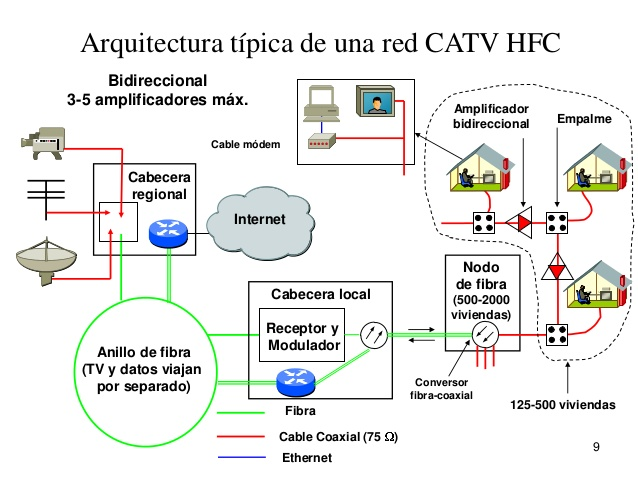 Arquitectura típica de una red CATV HFC
Bidireccional
3-5 amplificadores máx.
Cable módem
Amplificador
bidireccional
Empalme
Cabecera
regional
Internet
Nodo
de fibra
(500-2000
viviendas)
Cabecera local
Receptor y
Modulador
Anillo de fibra
(TV y datos viajan
por separado)
Conversor
fibra-coaxial
125-500 viviendas
Fibra
Cable Coaxial (75 Ω)
Ethernet
9